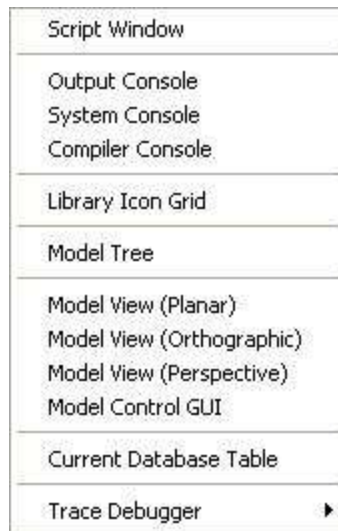 Script Window
Output Console
System Console
Compiler Console
Library Icon Grid
Model Tree
Model View (Planar)
Model View (Orthographic)
Model View (Perspective)
Model Control GUI
Current Database Table
Trace Debugger